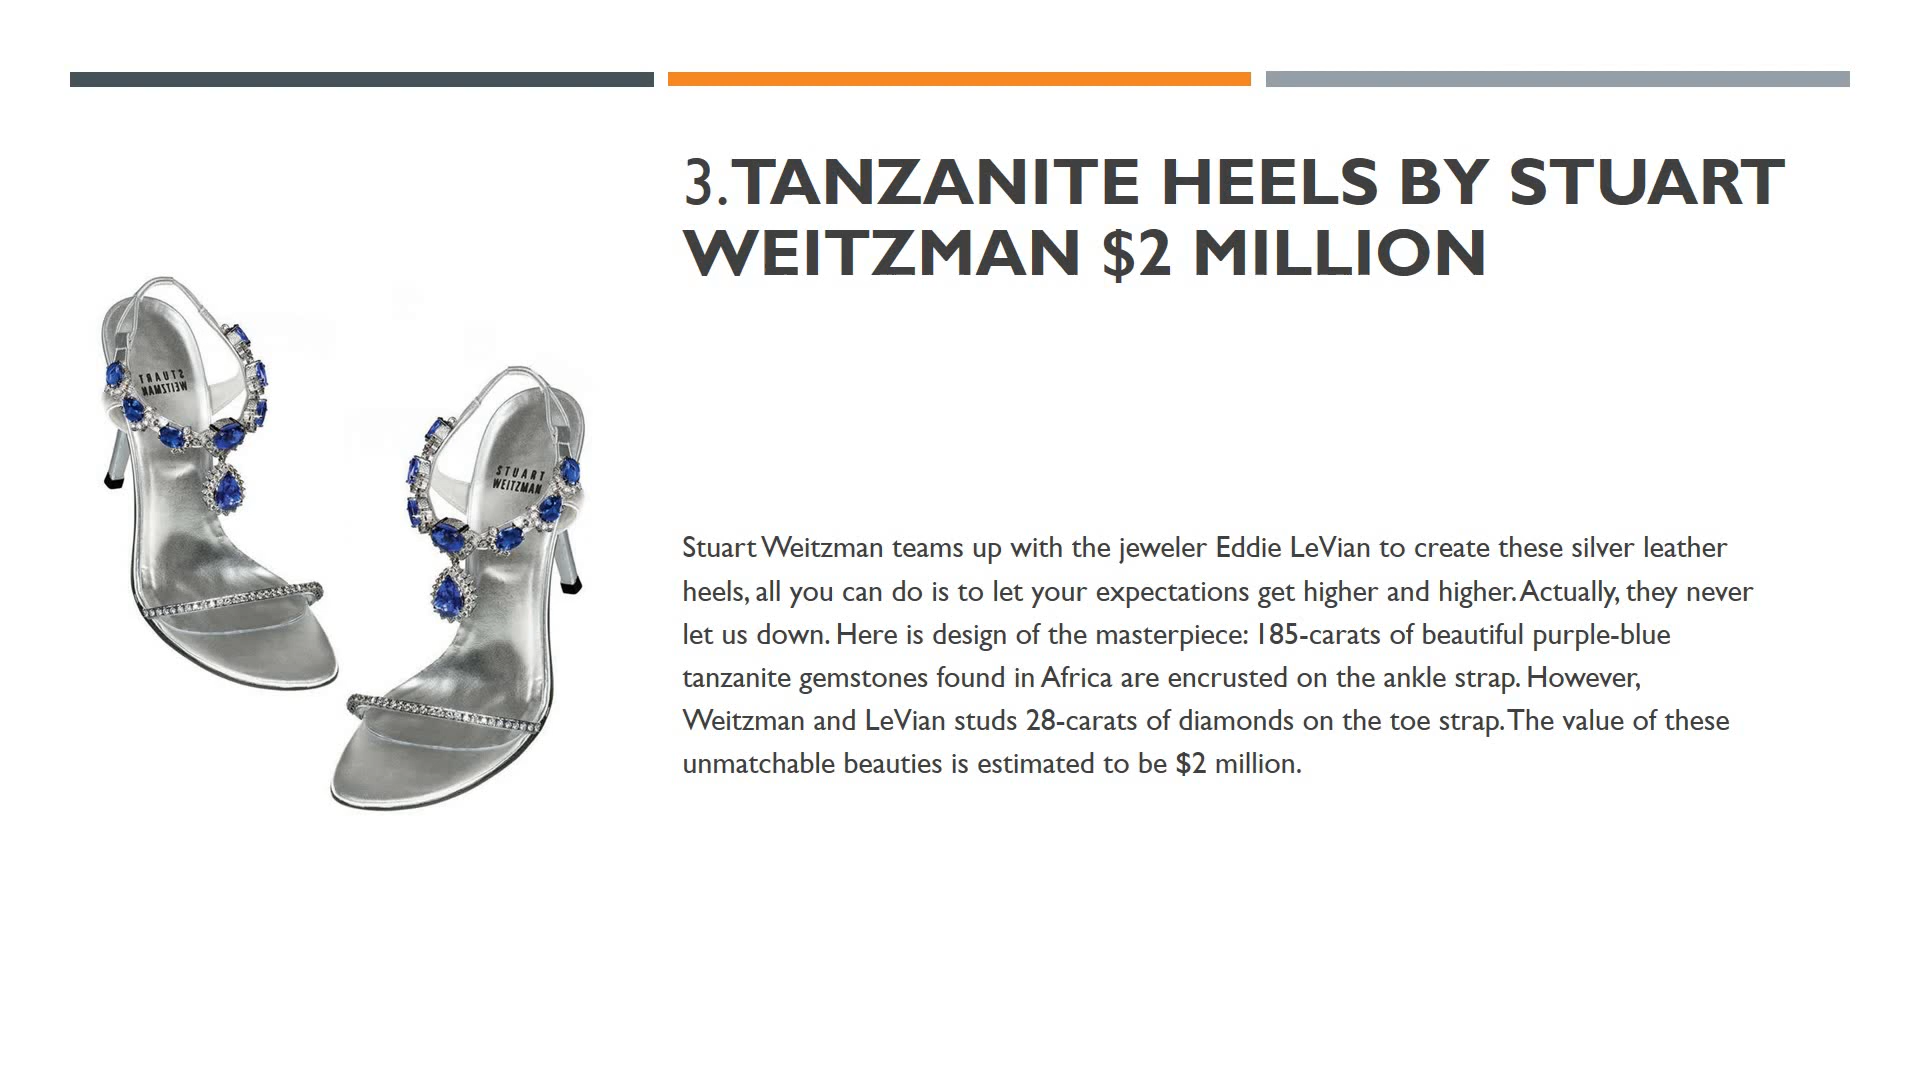 3.TANZANITE HEELS BY STUART
WEITZMAN $2 MILLION
STUART
WEITZMAN
STUART
WEITZMAN
Stuart Weitzman teams up with the jeweler Eddie LeVian to create these silver leather
heels, all you can do is to let your expectations get higher and higher. Actually, they never
let us down. Here is design of the masterpiece: 185-carats of beautiful purple-blue
tanzanite gemstones found in Africa are encrusted on the ankle strap. However,
Weitzman and LeVian studs 28-carats of diamonds on the toe strap. The value of these
unmatchable beauties is estimated to be $2 million.